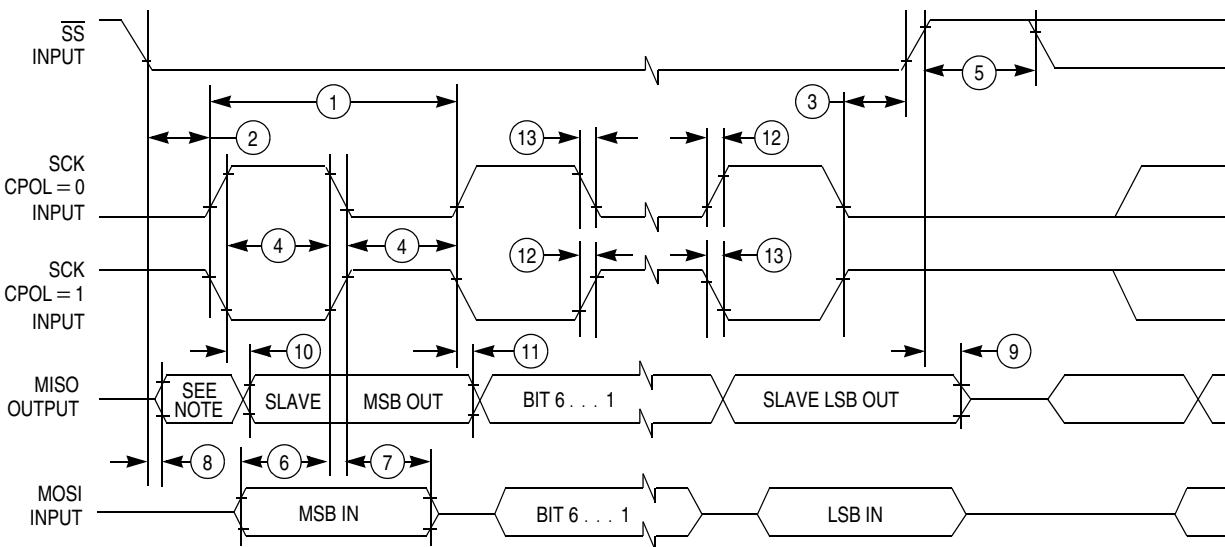 SS
INPUT
5
1
3
2
13
12
SCK
CPOL = 0
INPUT
4
4
12
13
SCK
CPOL = 1
INPUT
10
11
9
MISO
OUTPUT
SEE
NOTE
SLAVE
MSB OUT
BIT 6 . . . 1
SLAVE LSB OUT
8
6
7
MOSI
INPUT
MSB IN
BIT 6 . . . 1
LSB IN